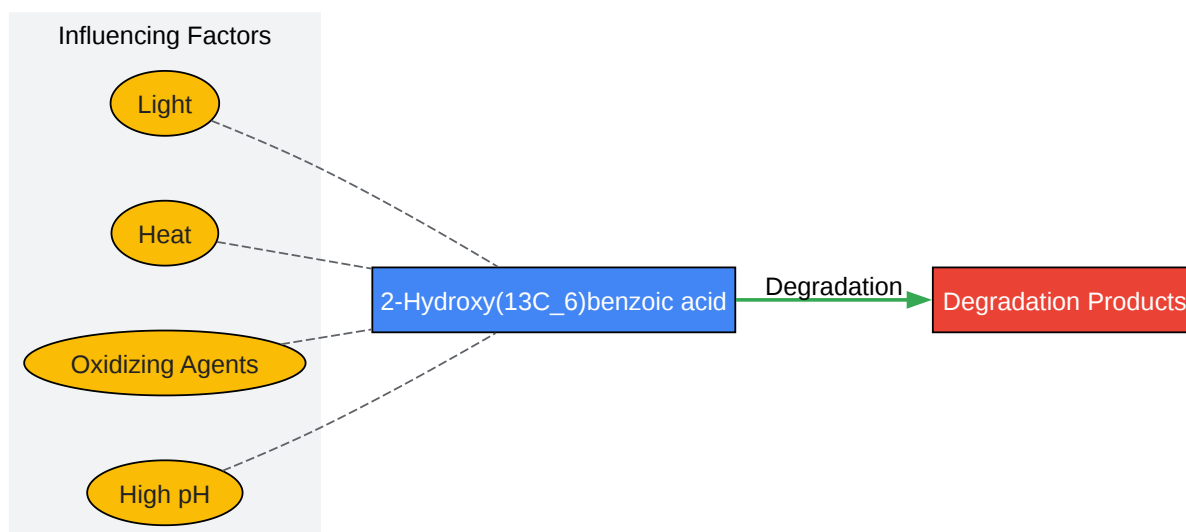 Influencing Factors
Light
Heat
Oxidizing Agents
High pH
2-Hydroxy(13C_6)benzoic acid
Degradation
Degradation Products